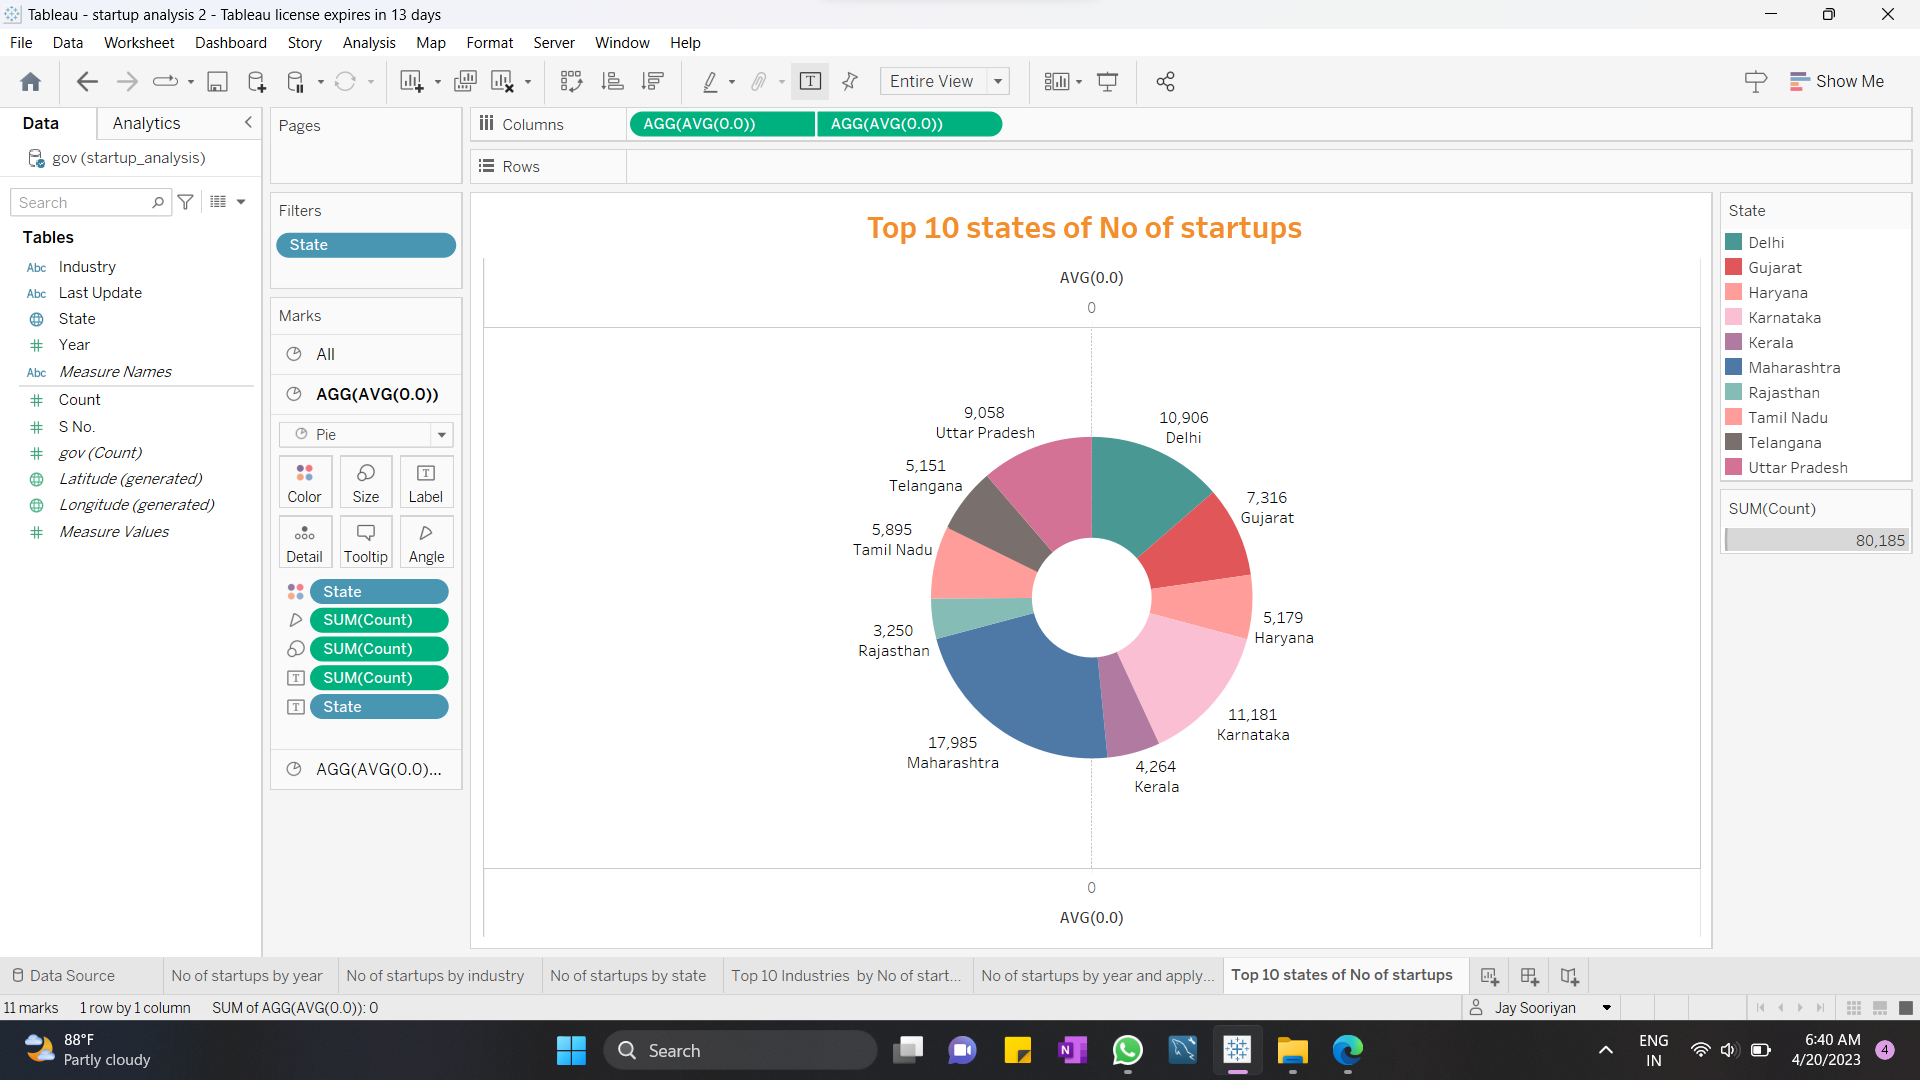 Tableau - startup analysis 2 - Tableau license expires in 13 days
File Data Worksheet Dashboard Story Analysis Map Format Server Window Help
Entire View
Show Me
Data
Analytics
gov (startup_analysis)
Search
Tables
Abc Industry
Abc Last Update
State
# Year
Abc Measure Names
# Count
# S No.
# gov (Count)
Latitude (generated)
Longitude (generated)
# Measure Values
Pages
Filters
State
Marks
All
AGG(AVG(0.0))
Pie
Color Size Label
Detail Tooltip Angle
State
SUM(Count)
SUM(Count)
SUM(Count)
State
AGG(AVG(0.0)...
Columns AGG(AVG(0.0)) AGG(AVG(0.0))
Rows
Top 10 states of No of startups
AVG(0.0)
0
10,906
Delhi
7,316
Gujarat
5,179
Haryana
11,181
Karnataka
4,264
Kerala
17,985
Maharashtra
3,250
Rajasthan
5,895
Tamil Nadu
5,151
Telangana
9,058
Uttar Pradesh
0
AVG(0.0)
State
Delhi
Gujarat
Haryana
Karnataka
Kerala
Maharashtra
Rajasthan
Tamil Nadu
Telangana
Uttar Pradesh
SUM(Count)
80,185
Data Source No of startups by year No of startups by industry No of startups by state Top 10 Industries by No of start... No of startups by year and apply... Top 10 states of No of startups
11 marks 1 row by 1 column SUM of AGG(AVG(0.0)): 0
Jay Sooriyan
88°F
Partly cloudy
Search
ENG
IN
6:40 AM
4/20/2023
4